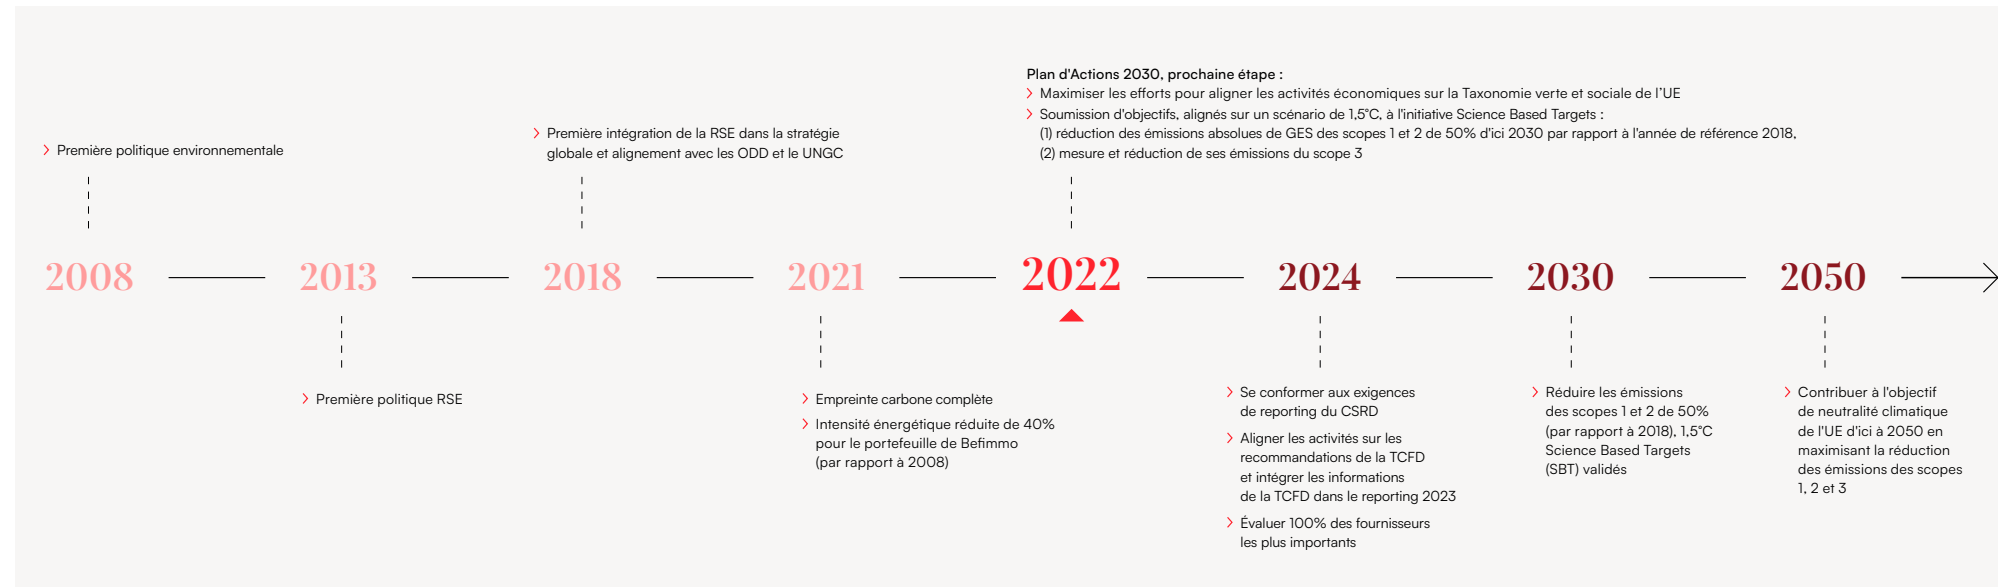 Plan d'Actions 2030, prochaine étape :
Maximiser les efforts pour aligner les activités économiques sur la Taxonomie verte et sociale de l’UE
Soumission d'objectifs, alignés sur un scénario de 1,5°C, à l'initiative Science Based Targets :
(1) réduction des émissions absolues de GES des scopes 1 et 2 de 50% d'ici 2030 par rapport à l'année de référence 2018,
(2) mesure et réduction de ses émissions du scope 3
Première politique environnementale
Première intégration de la RSE dans la stratégie
globale et alignement avec les ODD et le UNGC
2008
2013
2018
2021
2022
2024
2030
2050
Première politique RSE
Empreinte carbone complète
Intensité énergétique réduite de 40%
pour le portefeuille de Befimmo
(par rapport à 2008)
Se conformer aux exigences
de reporting du CSRD
Aligner les activités sur les
recommandations de la TCFD
et intégrer les informations
de la TCFD dans le reporting 2023
Évaluer 100% des fournisseurs
les plus importants
Réduire les émissions
des scopes 1 et 2 de 50%
(par rapport à 2018), 1,5°C
Science Based Targets
(SBT) validés
Contribuer à l'objectif
de neutralité climatique
de l'UE d'ici à 2050 en
maximisant la réduction
des émissions des scopes
1, 2 et 3